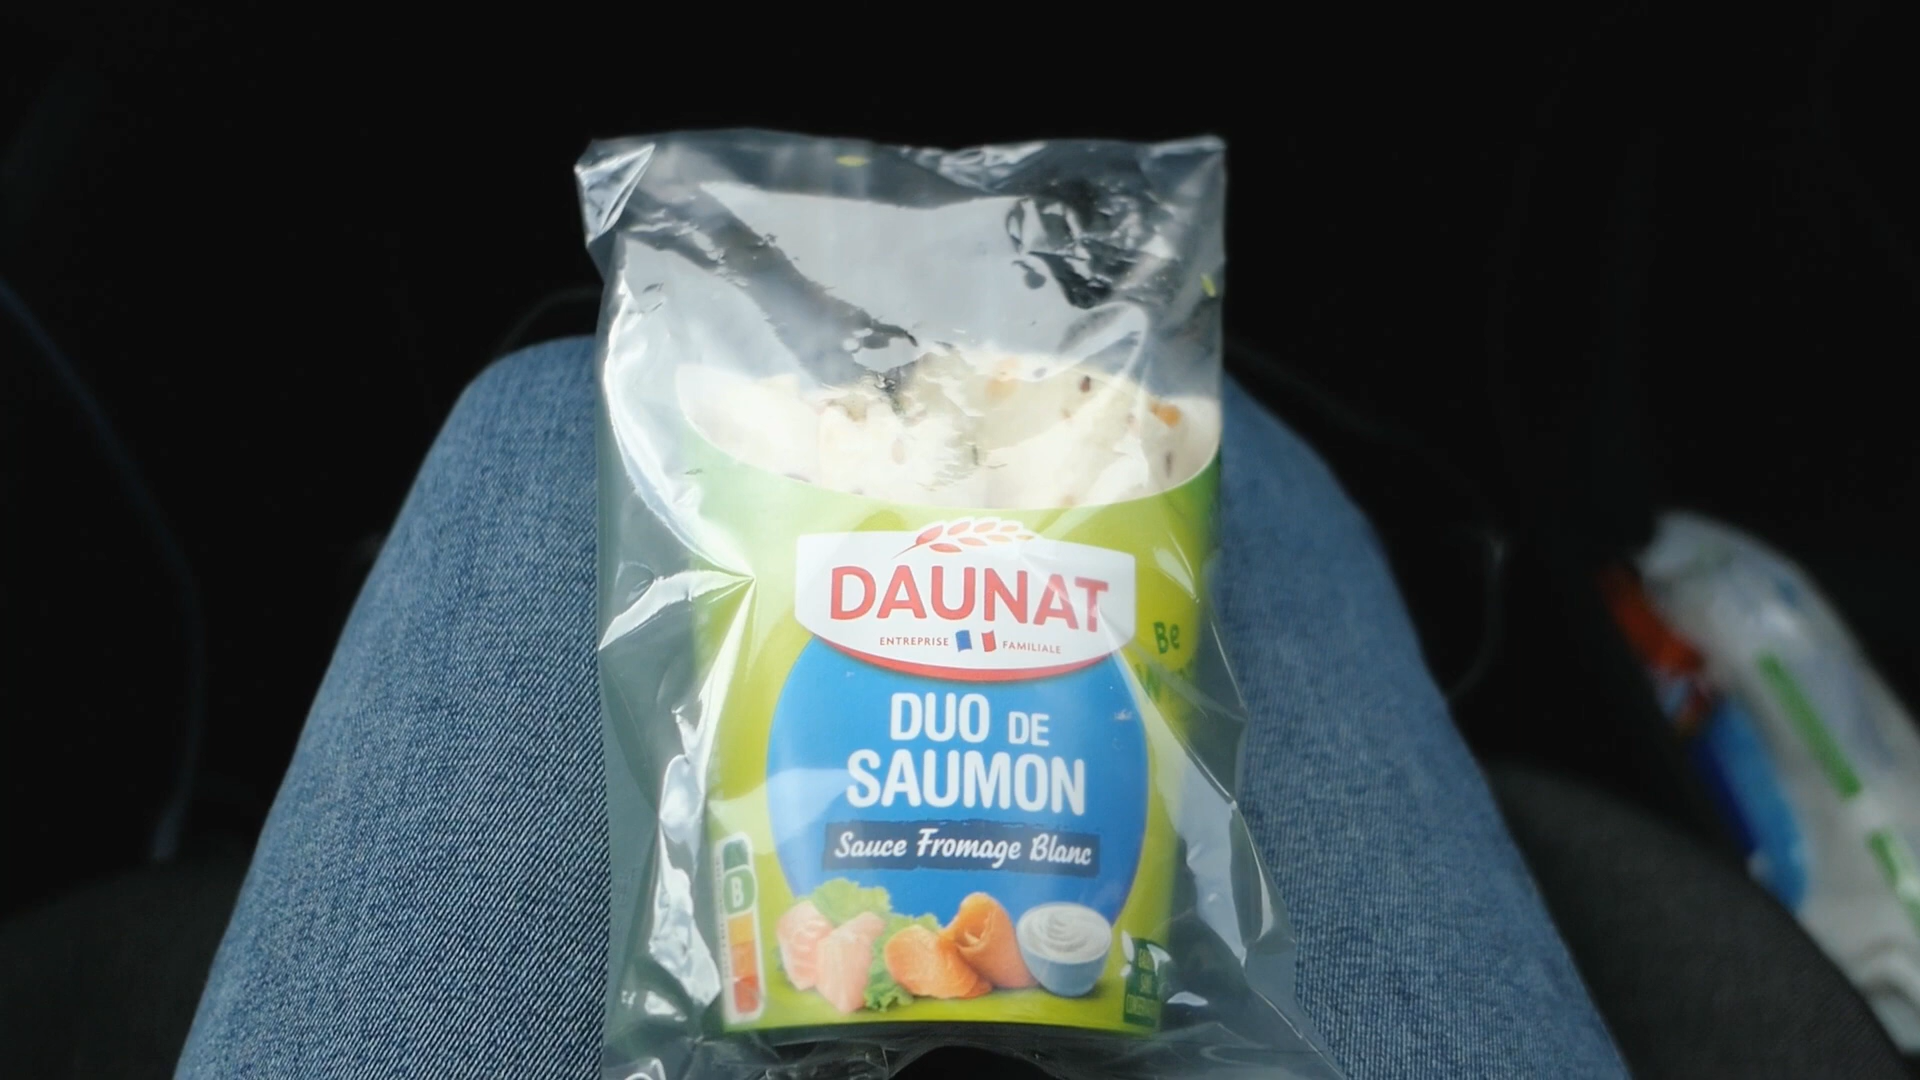 DAUNAT
ENTREPRISE FAMILIALE
Be
DUO DE
SAUMON
Sauce Fromage Blanc
B